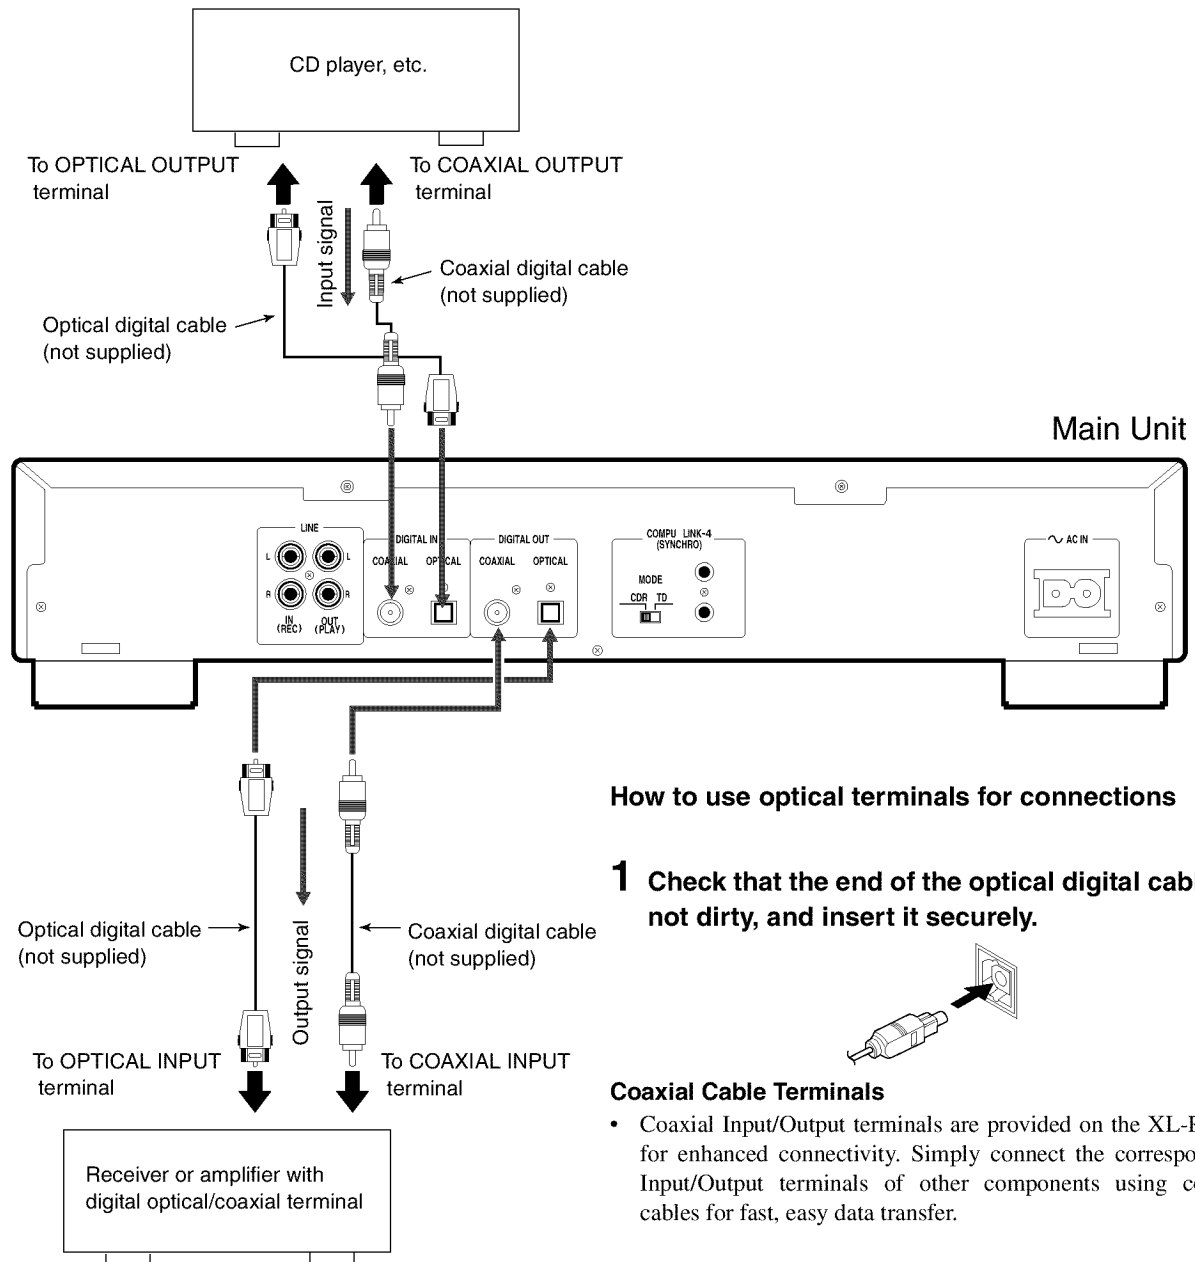 CD player, etc.
To OPTICAL OUTPUT
terminal
To COAXIAL OUTPUT
terminal
Input signal
Coaxial digital cable
(not supplied)
Optical digital cable
(not supplied)
Main Unit
LINE
DIGITAL IN
DIGITAL OUT
COMPU LINK-4
(SYNCHRO)
AC IN
L
L
COAXIAL
OPTICAL
COAXIAL
OPTICAL
MODE
CDR
TD
R
R
IN
(REC)
OUT
(PLAY)
How to use optical terminals for connections
1 Check that the end of the optical digital
not dirty, and insert it securely.
Optical digital cable
(not supplied)
Output signal
Coaxial digital cable
(not supplied)
To OPTICAL INPUT
terminal
To COAXIAL INPUT
terminal
Coaxial Cable Terminals
• Coaxial Input/Output terminals are provided on the
for enhanced connectivity. Simply connect the
Input/Output terminals of other components using
cables for fast, easy data transfer.
Receiver or amplifier with
digital optical/coaxial terminal